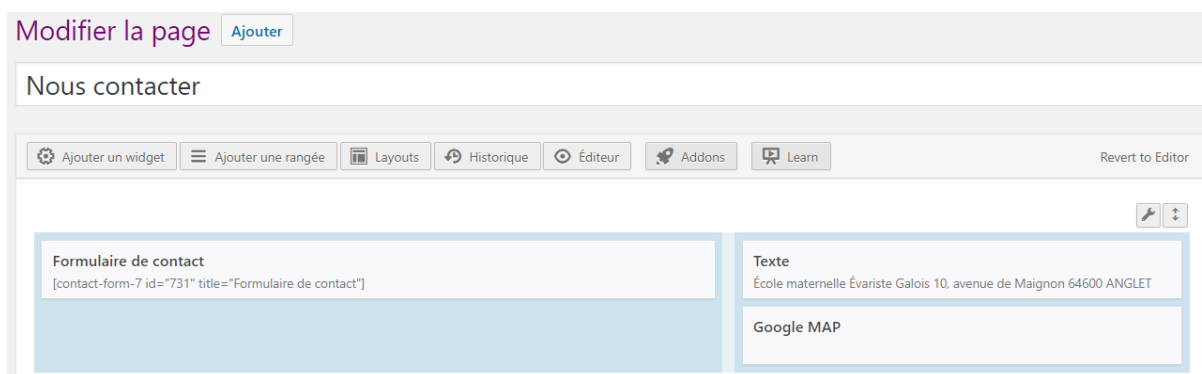 Modifier la page Ajouter
Nous contacter
Ajouter un widget Ajouter une rangée Layouts Historique Éditeur Addons Learn Revert to Editor
Formulaire de contact
[contact-form-7 id="731" title="Formulaire de contact"]
Texte
École maternelle Évariste Galois 10, avenue de Maignon 64600 ANGLET
Google MAP